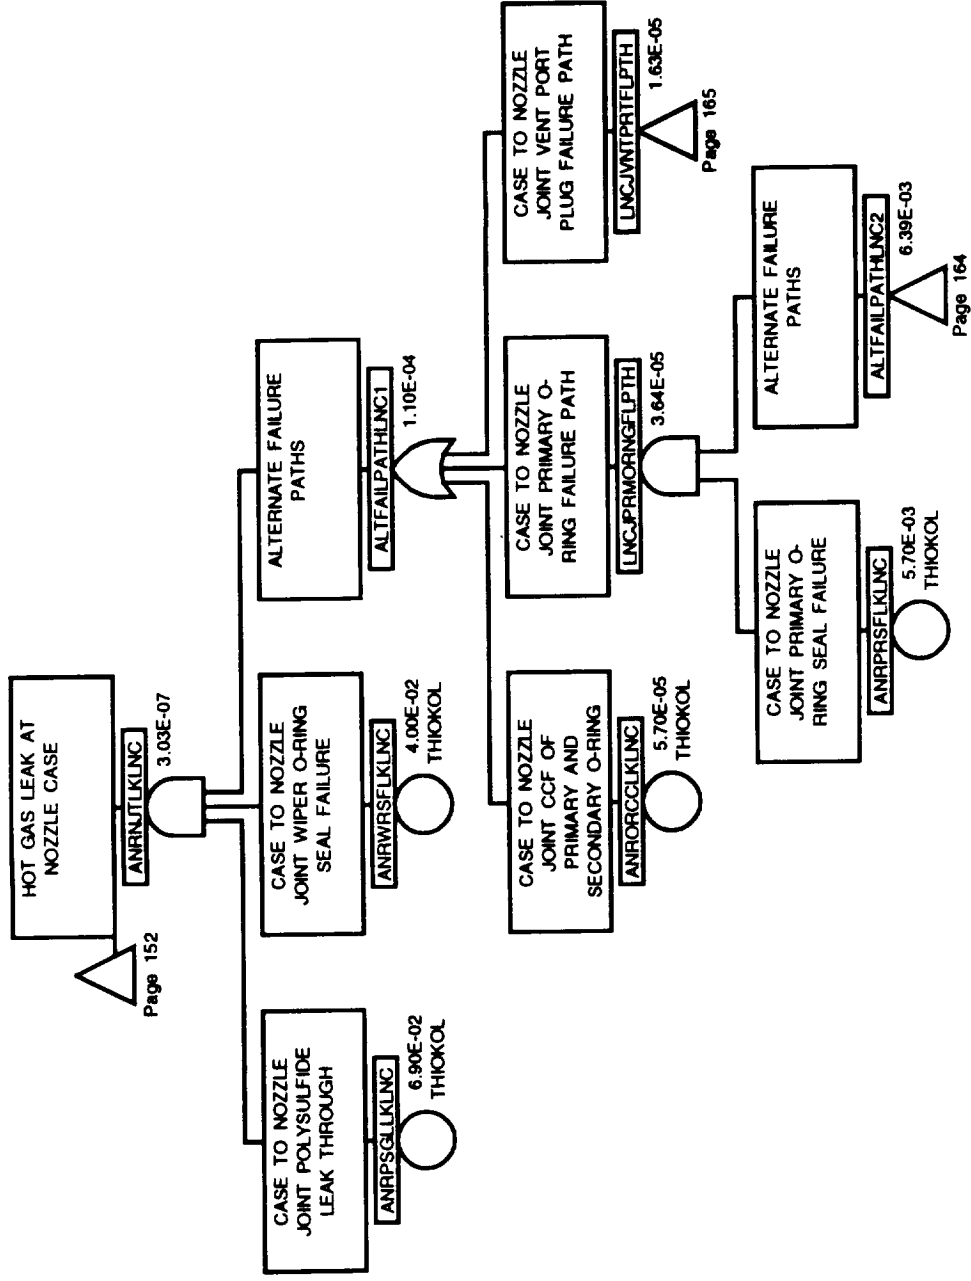 HOT GAS LEAK AT
NOZZLE CASE
ANRNJTLKLNC
3.03E-07
Page 152
CASE TO NOZZLE
JOINT POLYSULFIDE
LEAK THROUGH
ANRPSGLLKLNC
6.90E-02
THIOKOL
CASE TO NOZZLE
JOINT WIPER O-RING
SEAL FAILURE
ANRWRSFLKLNC
4.00E-02
THIOKOL
ALTERNATE FAILURE
PATHS
ALTFAILPATHLNC1
1.10E-04
CASE TO NOZZLE
JOINT CCF OF
PRIMARY AND
SECONDARY O-RING
ANRORCCLKLNC
5.70E-05
THIOKOL
CASE TO NOZZLE
JOINT PRIMARY O-
RING FAILURE PATH
LNCJPRMORNGFLPTH
3.64E-05
CASE TO NOZZLE
JOINT VENT PORT
PLUG FAILURE PATH
LNCJVNTPRTFLPTH
1.63E-05
Page 165
CASE TO NOZZLE
JOINT PRIMARY O-
RING SEAL FAILURE
ANRPRSFLKLNC
5.70E-03
THIOKOL
ALTERNATE FAILURE
PATHS
ALTFAILPATHLNC2
6.39E-03
Page 164